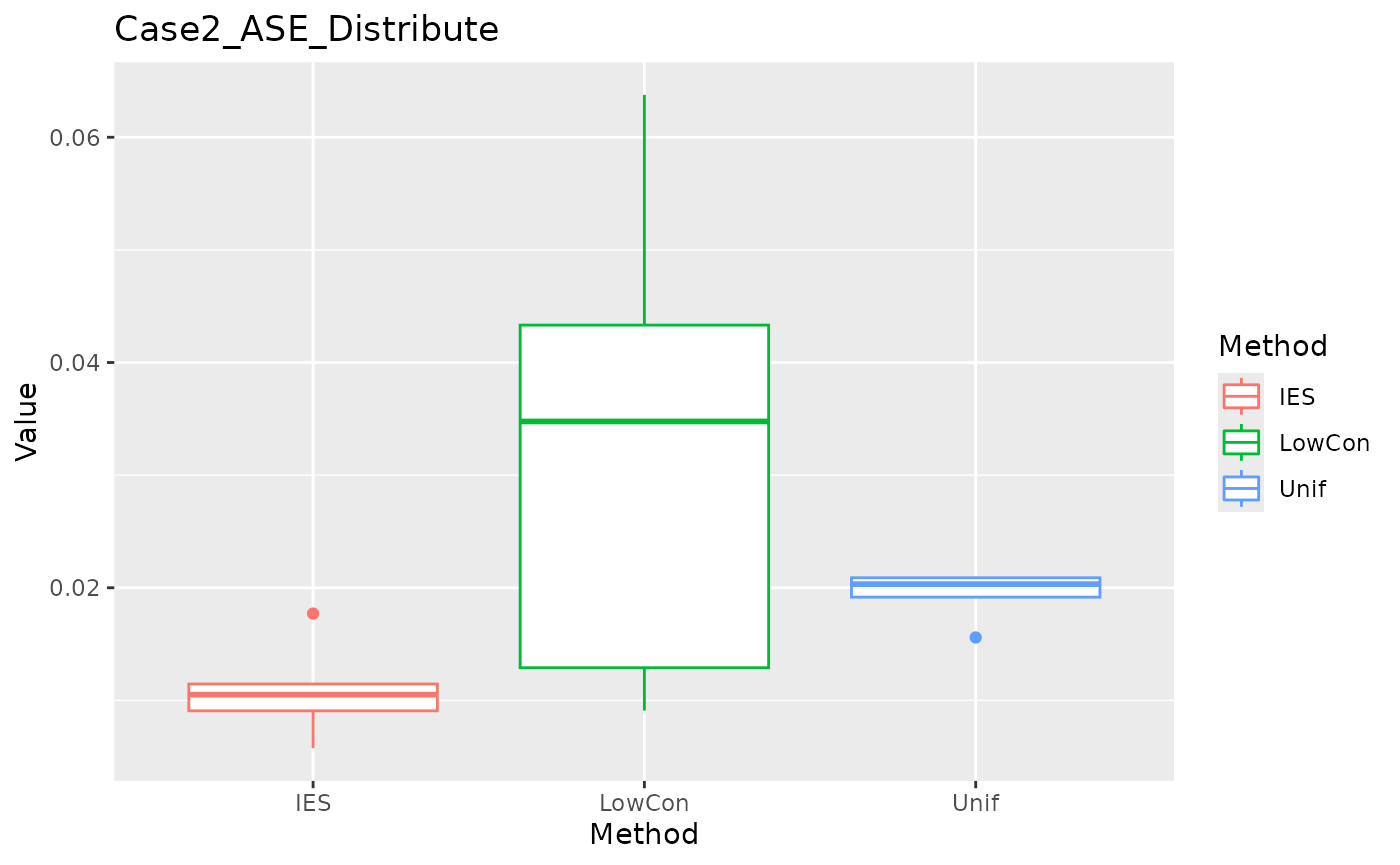 Case2_ASE_Distribute
0.06
0.04
0.02
Value
IES
LowCon
Unif
Method
Method
IES
LowCon
Unif